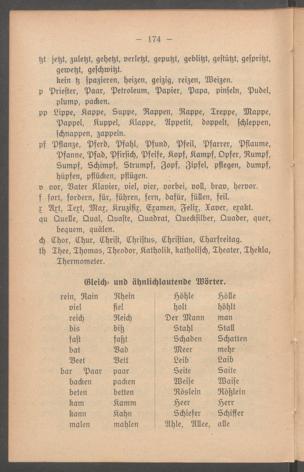 — 174 —
tzt jetzt, zuletzt, gehetzt, verletzt, geputzt, geblitzt, gestützt, gespritzt,
gewetzt, geschwitzt.
kein tz spazieren, heizen, geizig, reizen, Weizen.
p Priester, Paar, Petroleum, Papier, Papa, pinseln, Pudel,
plump, packen.
pp Lippe, Kappe, Suppe, Rappen, Rappe, Treppe, Mappe,
Pappel, Kuppel, Klappe, Appetit, doppelt, schleppen,
schnappen, zappeln.
pf Pflanze, Pferd, Pfahl, Pfund, Pfeil, Pfarrer, Pflaume,
Pfanne, Pfad, Pfirsich, Pfeife, Kopf, Kampf, Opfer, Rumpf,
Sumpf, Schimpf, Strumpf, Zopf, Zipfel, pflegen, dumpf,
hüpfen, pflücken, pflügen.
v vor, Vater, Klavier, viel, vier, vorbei, voll, brav, hervor.
f fort, fordern, für, führen, fern, dafür, füllen, feil.
x Axt, Text, Max, Kruzifix, Examen, Felix, Xaver, exakt.
qu Quelle, Qual, Quaste, Quadrat, Quecksilber, Quader, quer,
bequem, quälen.
ch Chor, Chur, Christ, Christus, Christian, Charfreitag.
th Thee, Thomas, Theodor, Katholik, katholisch, Theater, Thekla,
Thermometer.
Gleich- und ähnlichlautende Wörter.
rein, Rain Rhein Höhle Hölle
viel fiel holt höhlt
reich Reich Der Mann man
bis biß Stahl Stall
fast faßt Schaden Schatten
bat Bad Meer mehr
Beet Bett Leib Laib
bar Paar paar Seite Saite
backen packen Weise Waise
beten betten Röslein Rößlein
kam Kamm Heer Herr
kann Kahn Schiefer Schiffer
malen mahlen Ahle, Allee, alle